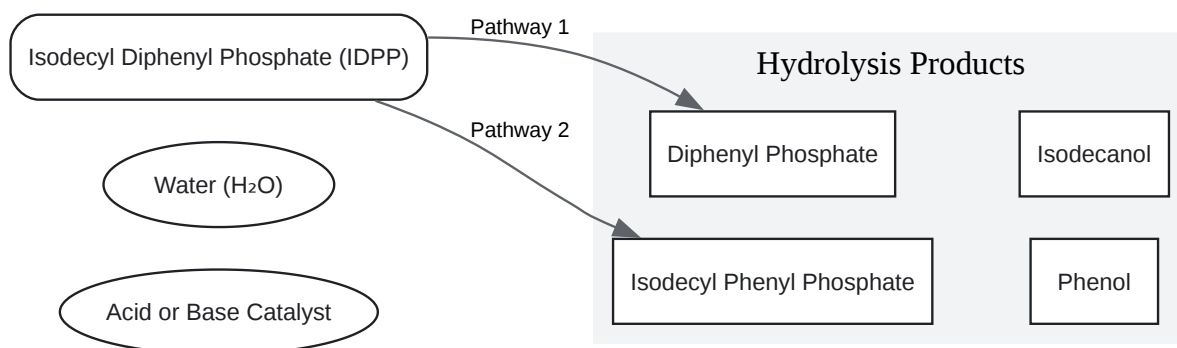 Isodecyl Diphenyl Phosphate (IDPP)
Pathway 1
Pathway 2
Water (H₂O)
Acid or Base Catalyst
Hydrolysis Products
Diphenyl Phosphate
Isodecanol
Isodecyl Phenyl Phosphate
Phenol